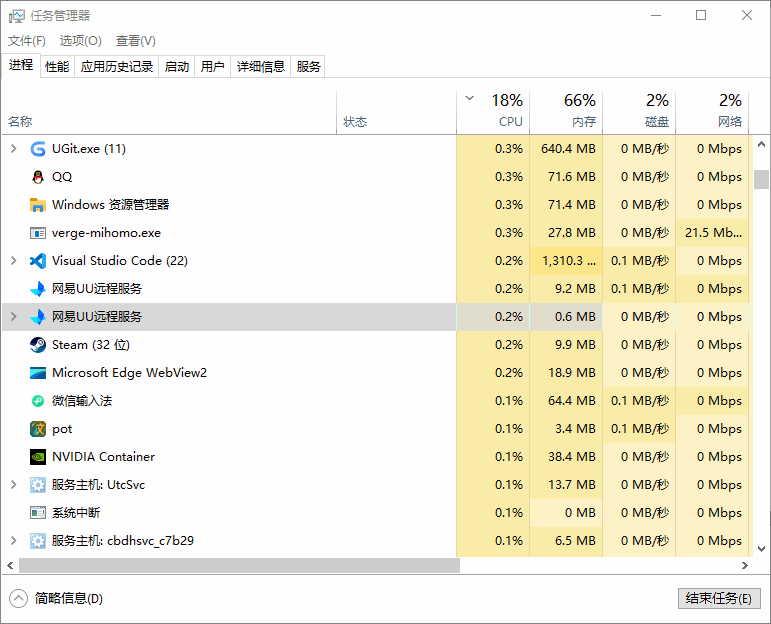 任务管理器
文件(F) 选项(O) 查看(V)
进程 性能 应用历史记录 启动 用户 详细信息 服务
18% 66% 2% 2%
名称 状态 CPU 内存 磁盘 网络
UGit.exe (11) 0.3% 640.4 MB 0 MB/秒 0 Mbps
QQ 0.3% 71.6 MB 0 MB/秒 0 Mbps
Windows 资源管理器 0.3% 71.4 MB 0 MB/秒 0 Mbps
verge-mihomo.exe 0.3% 27.8 MB 0 MB/秒 21.5 Mb...
Visual Studio Code (22) 0.2% 1,310.3 ... 0.1 MB/秒 0 Mbps
网易UU远程服务 0.2% 9.2 MB 0.1 MB/秒 0 Mbps
网易UU远程服务 0.2% 0.6 MB 0 MB/秒 0 Mbps
Steam (32 位) 0.2% 9.9 MB 0 MB/秒 0 Mbps
Microsoft Edge WebView2 0.2% 18.9 MB 0 MB/秒 0 Mbps
微信输入法 0.1% 64.4 MB 0.1 MB/秒 0 Mbps
pot 0.1% 3.4 MB 0.1 MB/秒 0 Mbps
NVIDIA Container 0.1% 38.4 MB 0 MB/秒 0 Mbps
服务主机: UtcSvc 0.1% 13.7 MB 0 MB/秒 0 Mbps
系统中断 0.1% 0 MB 0 MB/秒 0 Mbps
服务主机: cbdhsvc_c7b29 0.1% 6.5 MB 0 MB/秒 0 Mbps
简略信息(D) 结束任务(E)